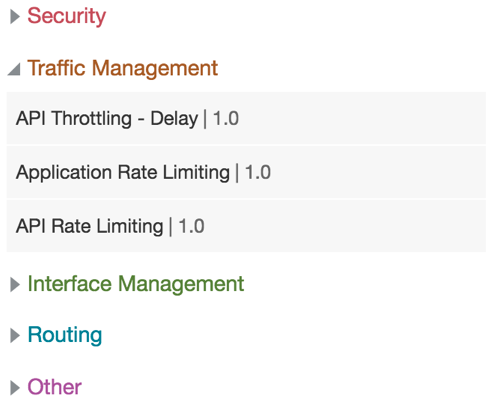 Security
Traffic Management
API Throttling - Delay | 1.0
Application Rate Limiting | 1.0
API Rate Limiting | 1.0
Interface Management
Routing
Other